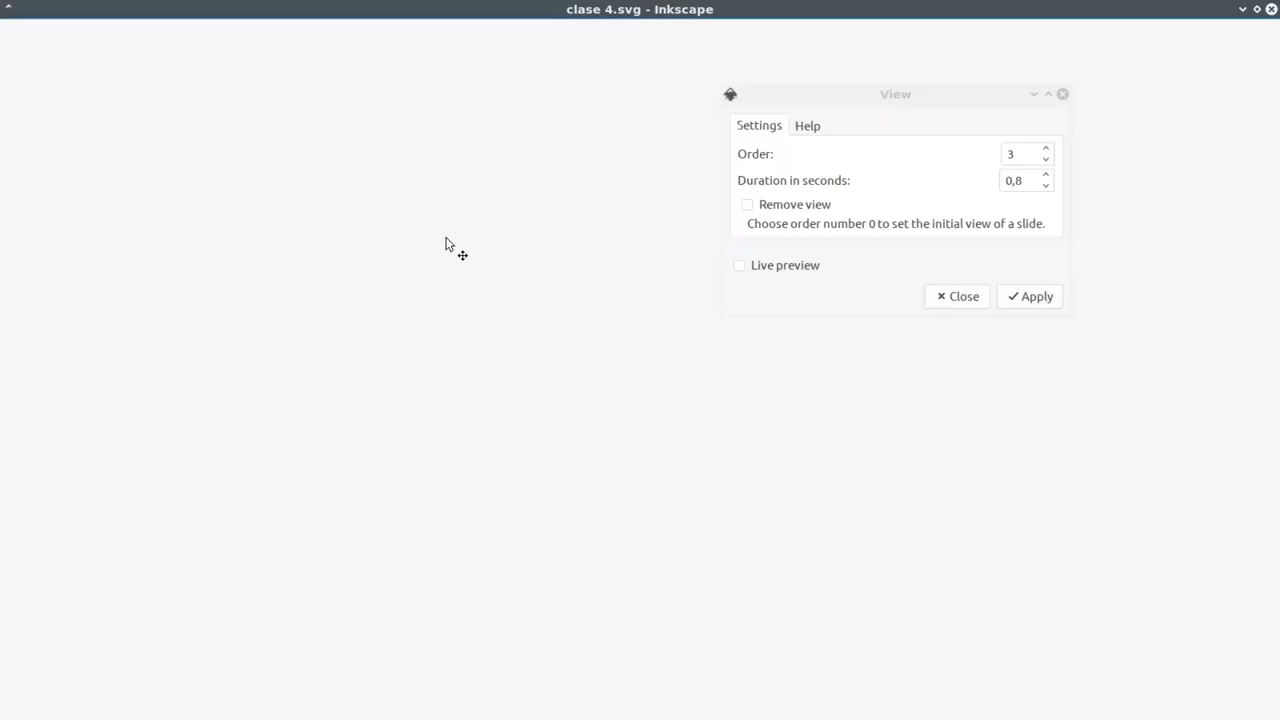 clase 4.svg - Inkscape
View
Settings Help
Order: 3
Duration in seconds: 0,8
Remove view
Choose order number 0 to set the initial view of a slide.
Live preview
Close Apply